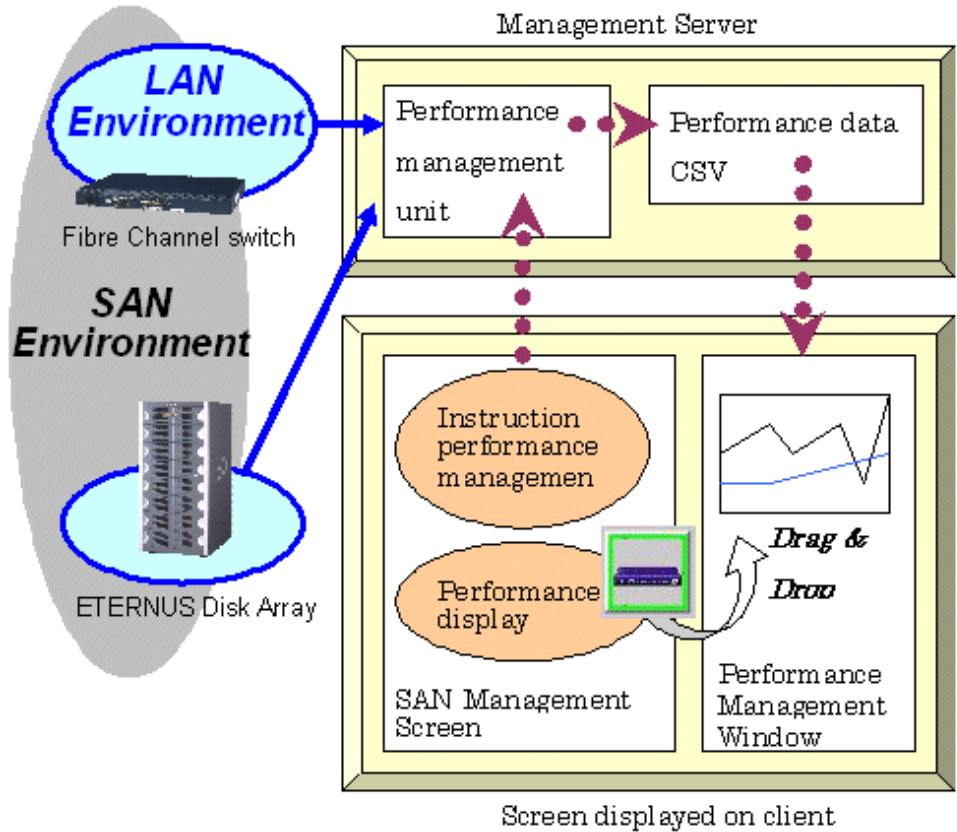 Management Server
LAN
Environment
Fibre Channel switch
SAN
Environment
ETERNUS Disk Array
Performance
management
unit
Performance data
CSV
Instruction
performance
managemen
Performance
display
SAN Management
Screen
Drag &
Drop
Performance
Management
Window
Screen displayed on client